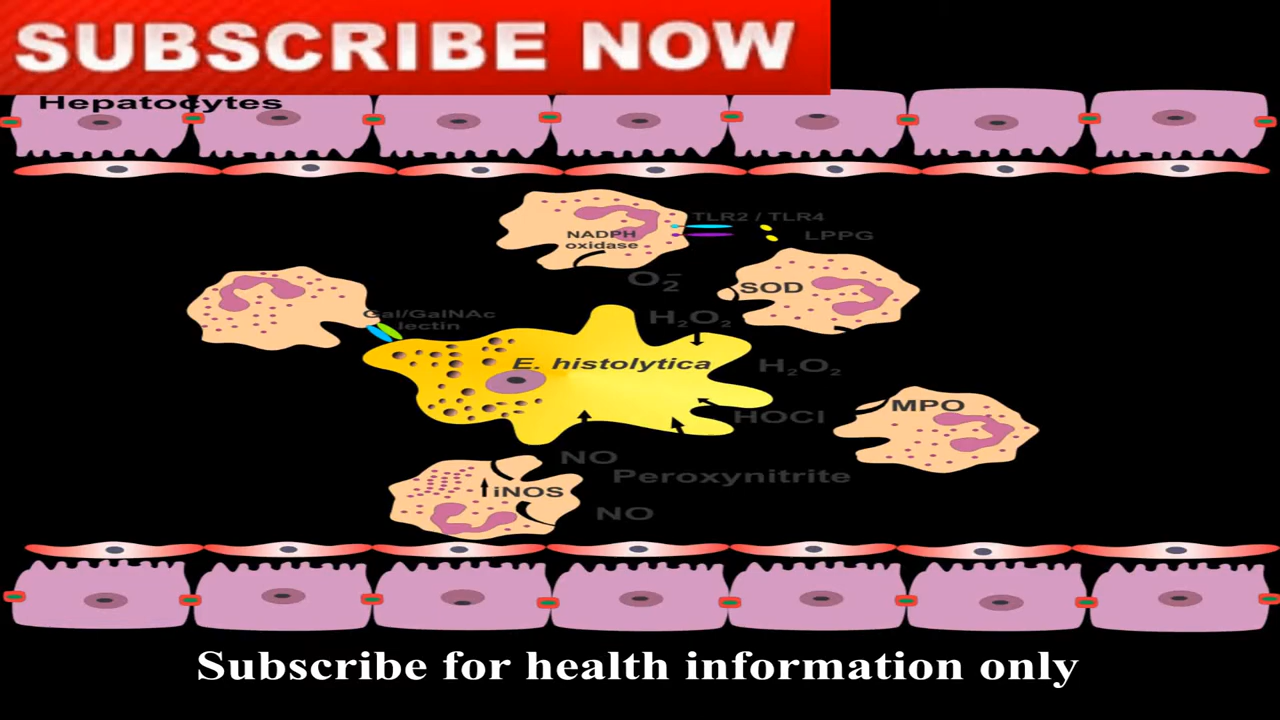 SUBSCRIBE NOW
Hepatocytes
TLR2 / TLR4
LPPG
NADPH
oxidase
O₂⁻
SOD
Gal/GalNAc
lectin
H₂O₂
E. histolytica
H₂O₂
MPO
HOCl
NO
Peroxynitrite
iNOS
NO
Subscribe for health information only